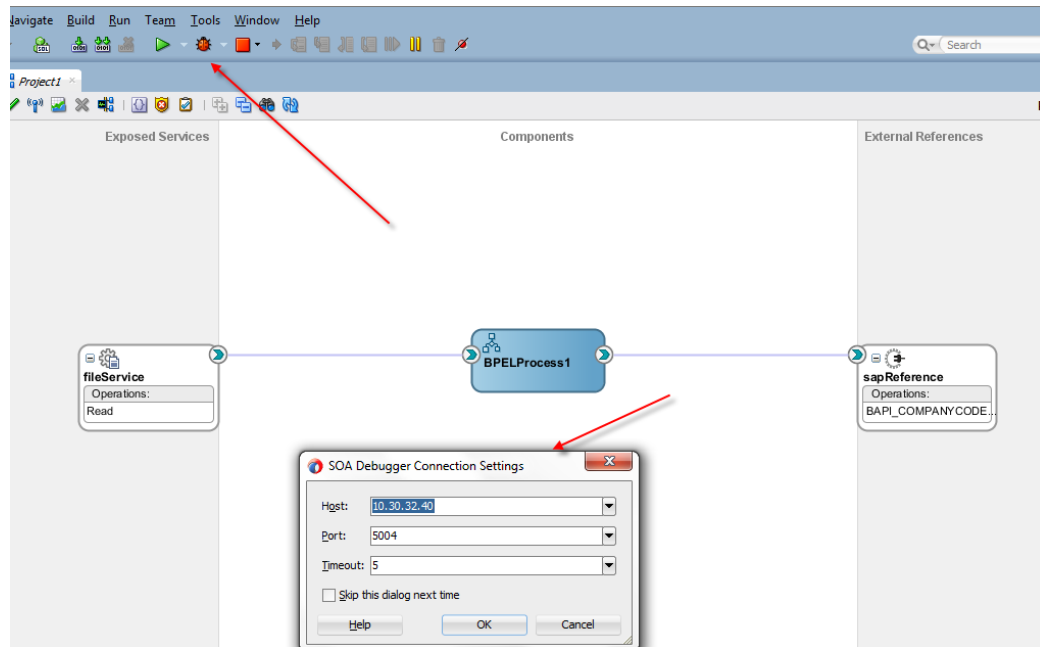 Navigate Build Run Team Tools Window Help
Search
Project1
Exposed Services
Components
External References
fileService
Operations:
Read
BPELProcess1
sapReference
Operations:
BAPI_COMPANYCODE...
SOA Debugger Connection Settings
Host: 10.30.32.40
Port: 5004
Timeout: 5
Skip this dialog next time
Help OK Cancel